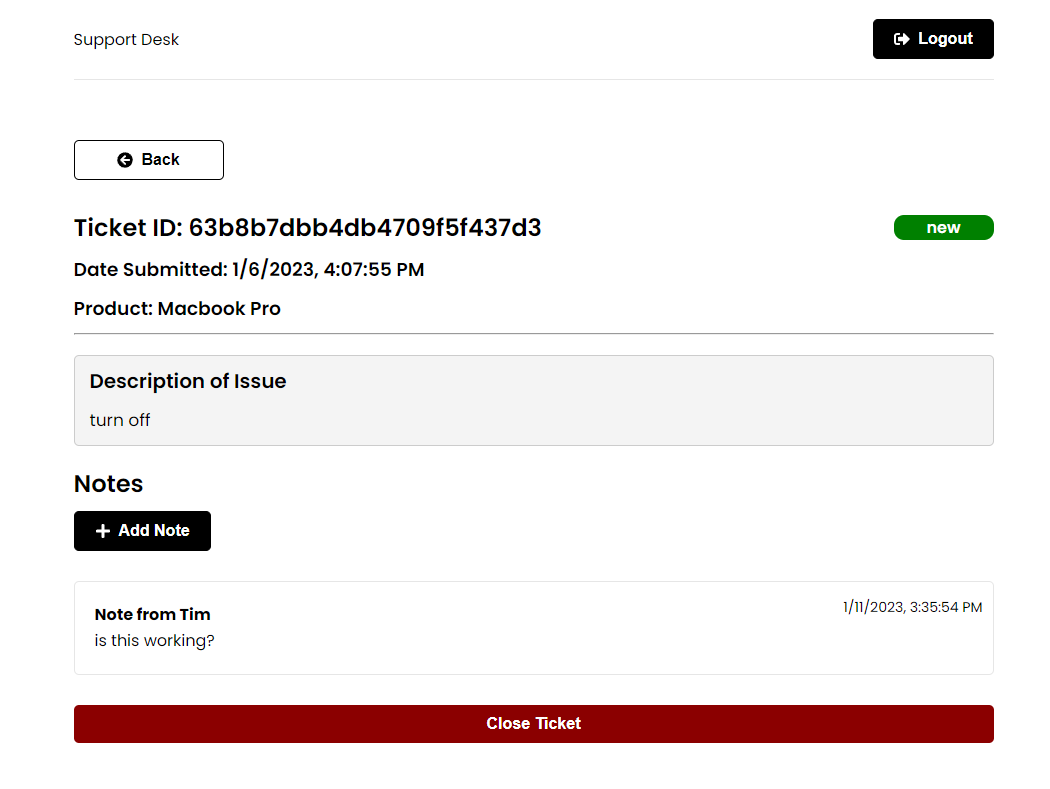 Support Desk
Logout
Back
Ticket ID: 63b8b7dbb4db4709f5f437d3
new
Date Submitted: 1/6/2023, 4:07:55 PM
Product: Macbook Pro
Description of Issue
turn off
Notes
Add Note
Note from Tim
1/11/2023, 3:35:54 PM
is this working?
Close Ticket